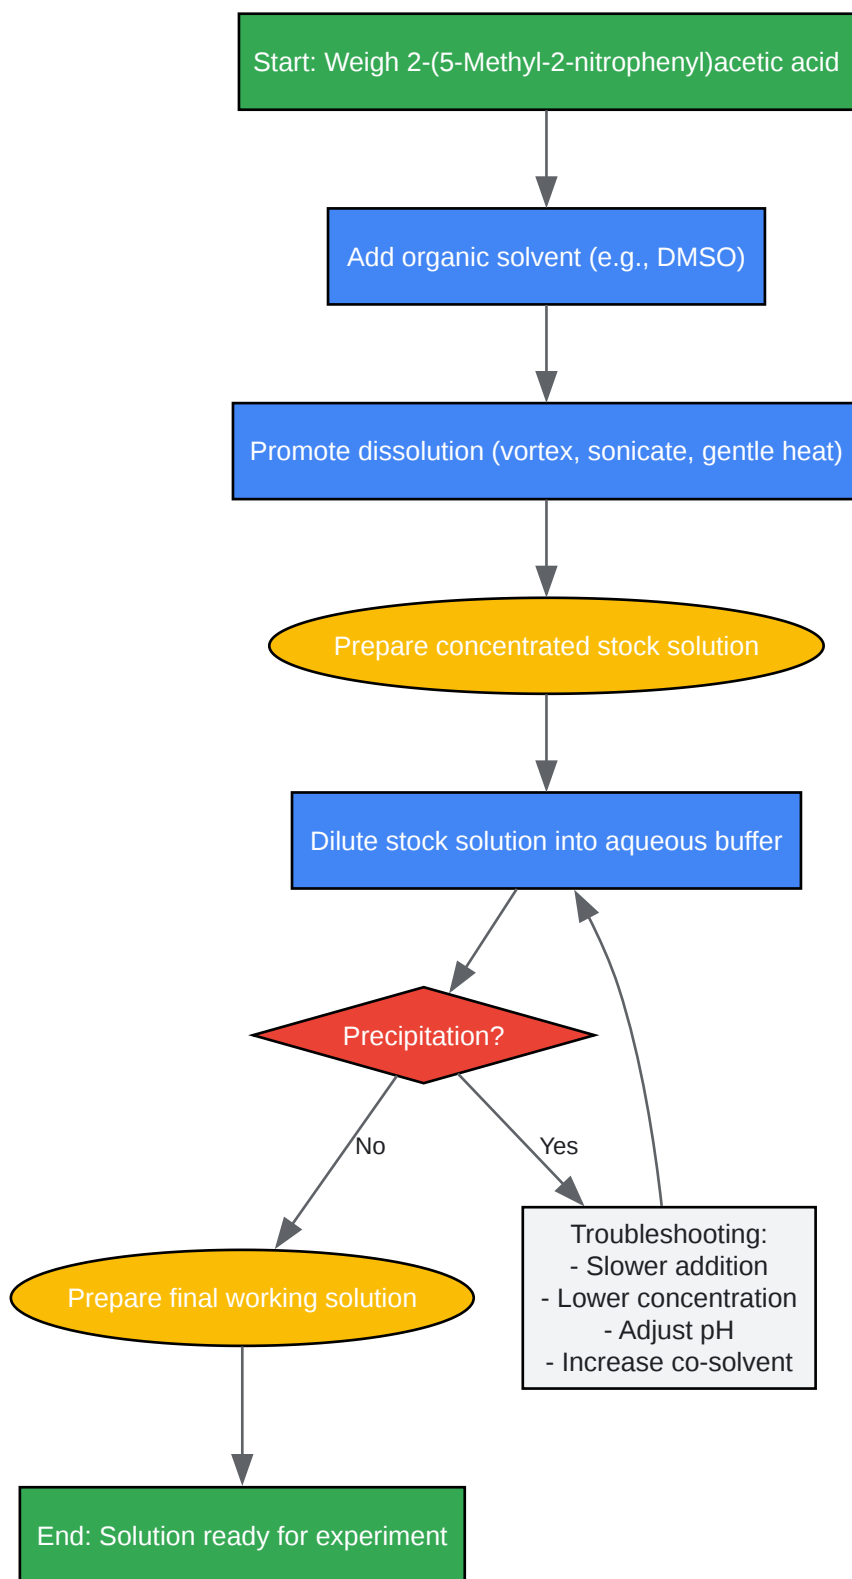 Start: Weigh 2-(5-Methyl-2-nitrophenyl)acetic acid
Add organic solvent (e.g., DMSO)
Promote dissolution (vortex, sonicate, gentle heat)
Prepare concentrated stock solution
Dilute stock solution into aqueous buffer
Precipitation?
No
Yes
Troubleshooting:
- Slower addition
- Lower concentration
- Adjust pH
- Increase co-solvent
Prepare final working solution
End: Solution ready for experiment